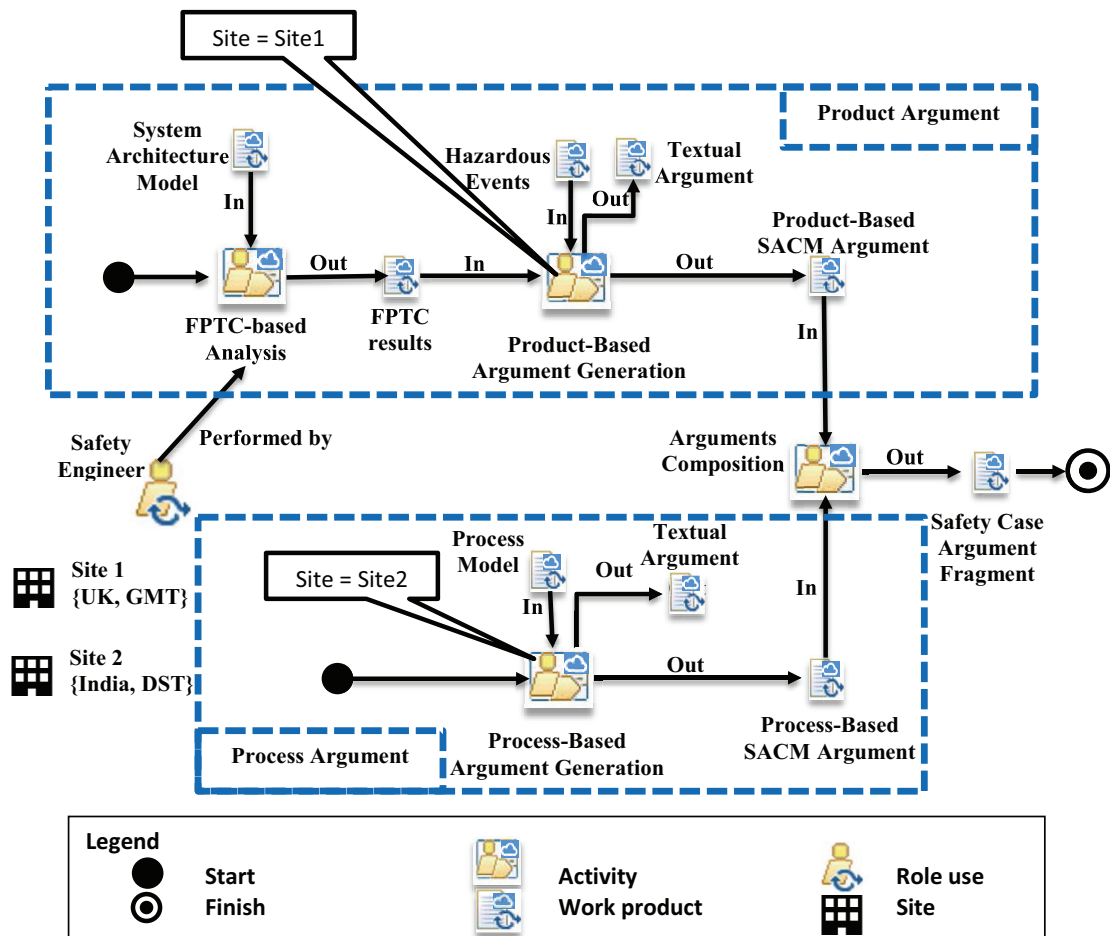 Site = Site1
Product Argument
System
Architecture
Model
In
Hazardous
Events
In
Out
Textual
Argument
Product-Based
SACM Argument
Out
In
Out
In
FPTC-based
Analysis
FPTC
results
Product-Based
Argument Generation
Performed by
Safety
Engineer
Arguments
Composition
Out
Safety Case
Argument
Fragment
Site 1
{UK, GMT}
Site 2
{India, DST}
Site = Site2
Process
Model
In
Out
Textual
Argument
In
Out
Process-Based
Argument Generation
Process-Based
SACM Argument
Process Argument
Legend
Start
Activity
Role use
Finish
Work product
Site